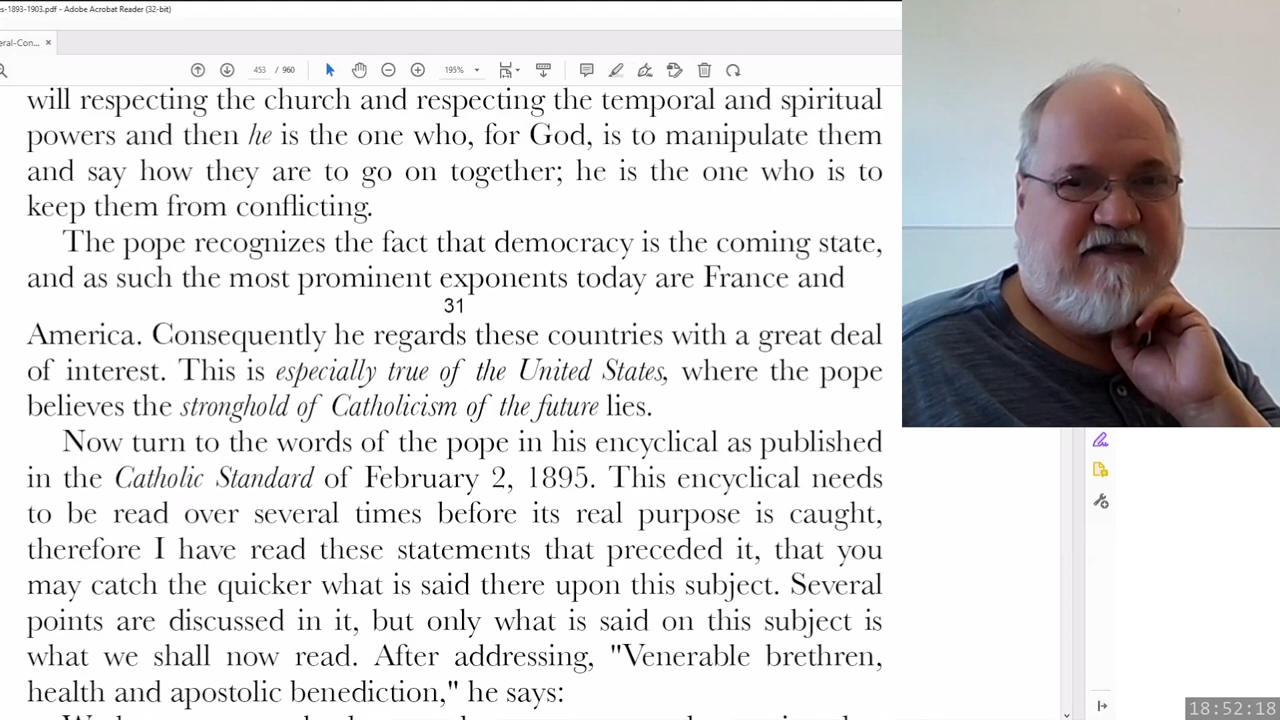 s-1893-1903.pdf - Adobe Acrobat Reader (32-bit)
eral-Con... ×
453 / 960
195%
will respecting the church and respecting the temporal and spiritual
powers and then he is the one who, for God, is to manipulate them
and say how they are to go on together; he is the one who is to
keep them from conflicting.
The pope recognizes the fact that democracy is the coming state,
and as such the most prominent exponents today are France and
31
America. Consequently he regards these countries with a great deal
of interest. This is especially true of the United States, where the pope
believes the stronghold of Catholicism of the future lies.
Now turn to the words of the pope in his encyclical as published
in the Catholic Standard of February 2, 1895. This encyclical needs
to be read over several times before its real purpose is caught,
therefore I have read these statements that preceded it, that you
may catch the quicker what is said there upon this subject. Several
points are discussed in it, but only what is said on this subject is
what we shall now read. After addressing, "Venerable brethren,
health and apostolic benediction," he says:
18:52:18